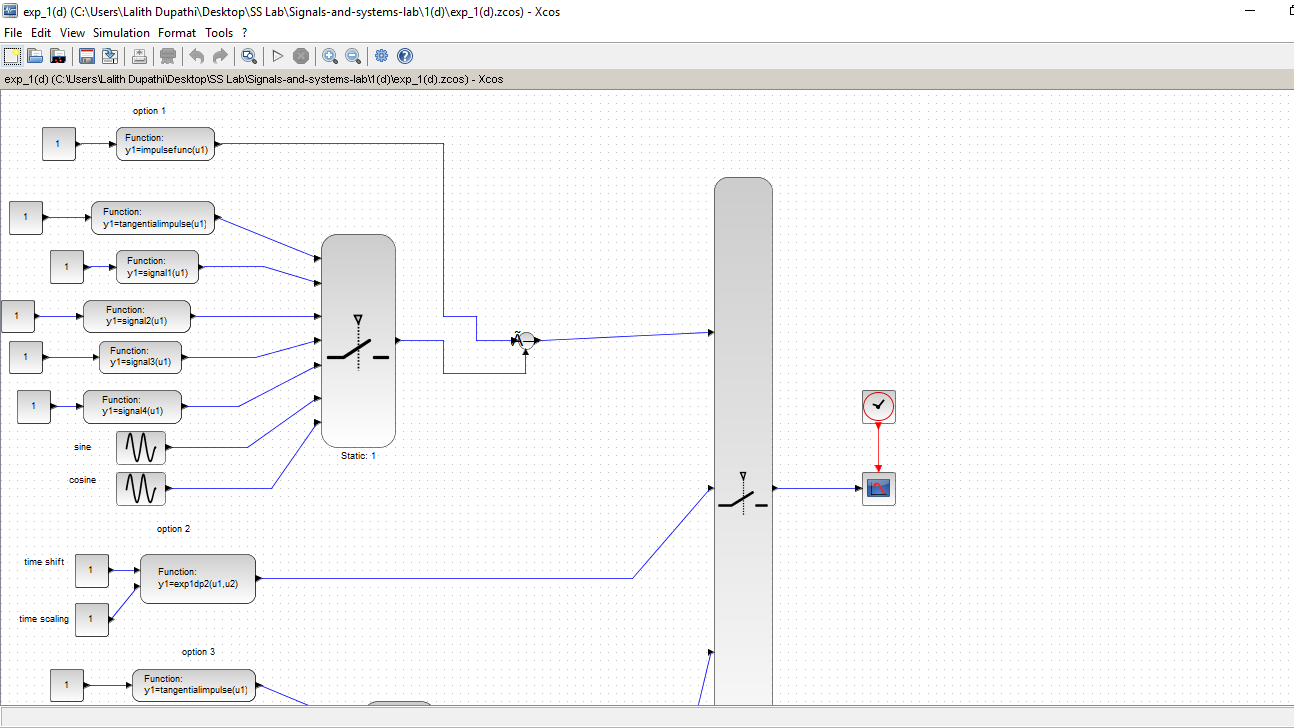 exp_1(d) (C:\Users\Lalith Dupathi\Desktop\SS Lab\Signals-and-systems-lab\1(d)\exp_1(d).zcos) - Xcos
File Edit View Simulation Format Tools ?
exp_1(d) (C:\Users\Lalith Dupathi\Desktop\SS Lab\Signals-and-systems-lab\1(d)\exp_1(d).zcos) - Xcos
option 1
1
Function:
y1=impulsefunc(u1)
1
Function:
y1=tangentialimpulse(u1)
1
Function:
y1=signal1(u1)
1
Function:
y1=signal2(u1)
1
Function:
y1=signal3(u1)
1
Function:
y1=signal4(u1)
sine
cosine
Static: 1
option 2
time shift
1
Function:
y1=exp1dp2(u1,u2)
time scaling
1
option 3
1
Function:
y1=tangentialimpulse(u1)